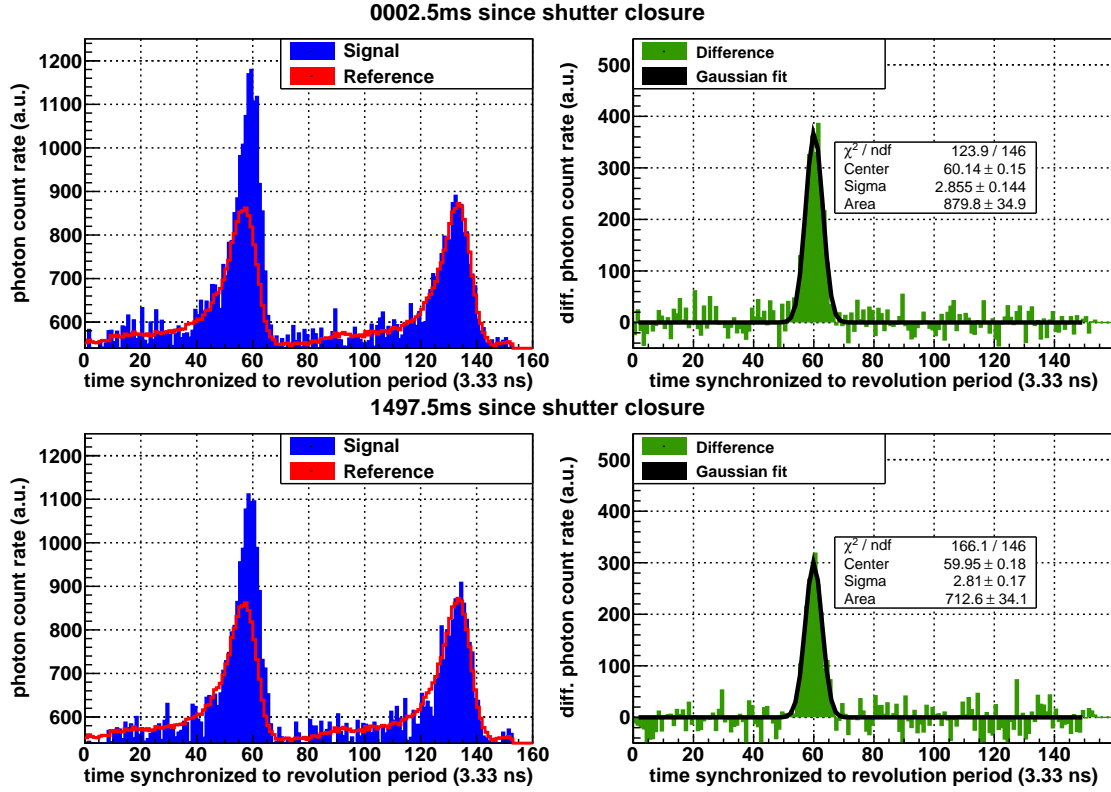 0002.5ms since shutter closure
photon count rate (a.u.)
1200
1100
1000
900
800
700
600
Signal
Reference
0 20 40 60 80 100 120 140 160
time synchronized to revolution period (3.33 ns)
diff. photon count rate (a.u.)
500
400
300
200
100
0
Difference
Gaussian fit
χ² / ndf 123.9 / 146
Center 60.14 ± 0.15
Sigma 2.855 ± 0.144
Area 879.8 ± 34.9
0 20 40 60 80 100 120 140
time synchronized to revolution period (3.33 ns)
1497.5ms since shutter closure
photon count rate (a.u.)
1200
1100
1000
900
800
700
600
Signal
Reference
0 20 40 60 80 100 120 140 160
time synchronized to revolution period (3.33 ns)
diff. photon count rate (a.u.)
500
400
300
200
100
0
Difference
Gaussian fit
χ² / ndf 166.1 / 146
Center 59.95 ± 0.18
Sigma 2.81 ± 0.17
Area 712.6 ± 34.1
0 20 40 60 80 100 120 140
time synchronized to revolution period (3.33 ns)